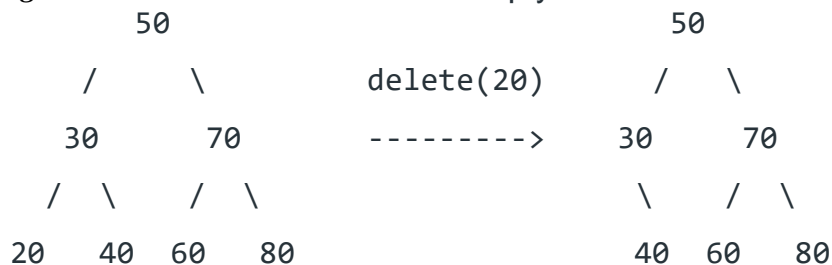 50                              50
/     \        delete(20)      /   \
30      70      --------->    30     70
/  \    /  \                     \    /  \
20   40  60   80                   40  60   80